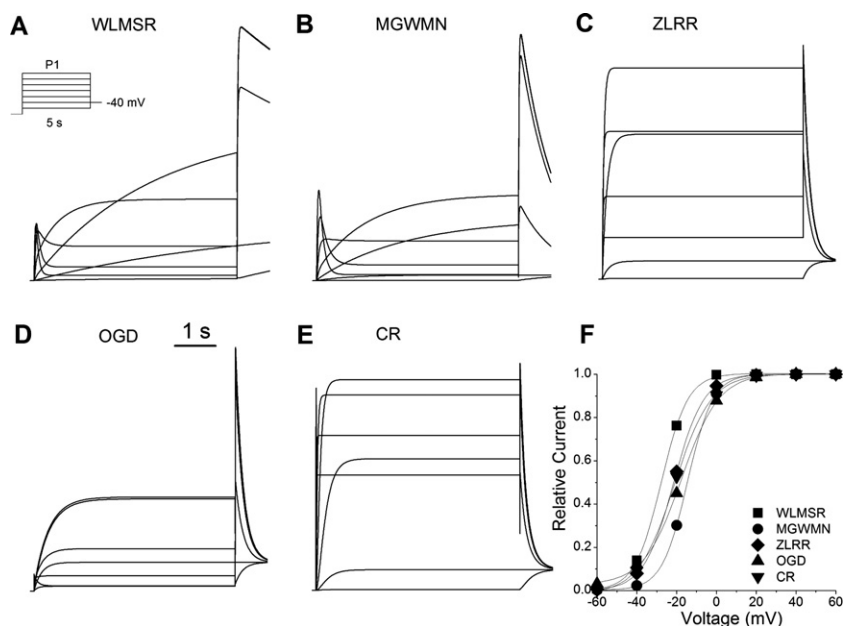 A WLMSR
P1
-40 mV
5 s
B MGWMN
C ZLRR
D OGD
1 s
E CR
F
Relative Current
1.0
0.8
0.6
0.4
0.2
0.0
-60 -40 -20 0 20 40 60
Voltage (mV)
WLMSR
MGWMN
ZLRR
OGD
CR